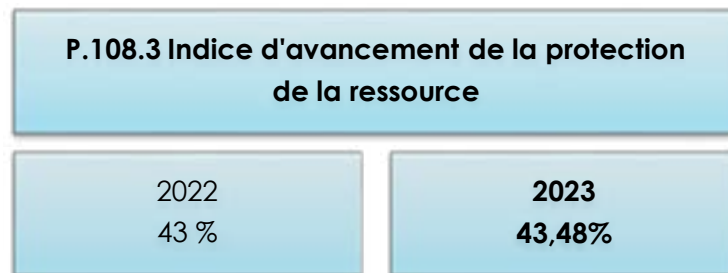 P.108.3 Indice d'avancement de la protection
de la ressource
2022
43 %
2023
43,48%